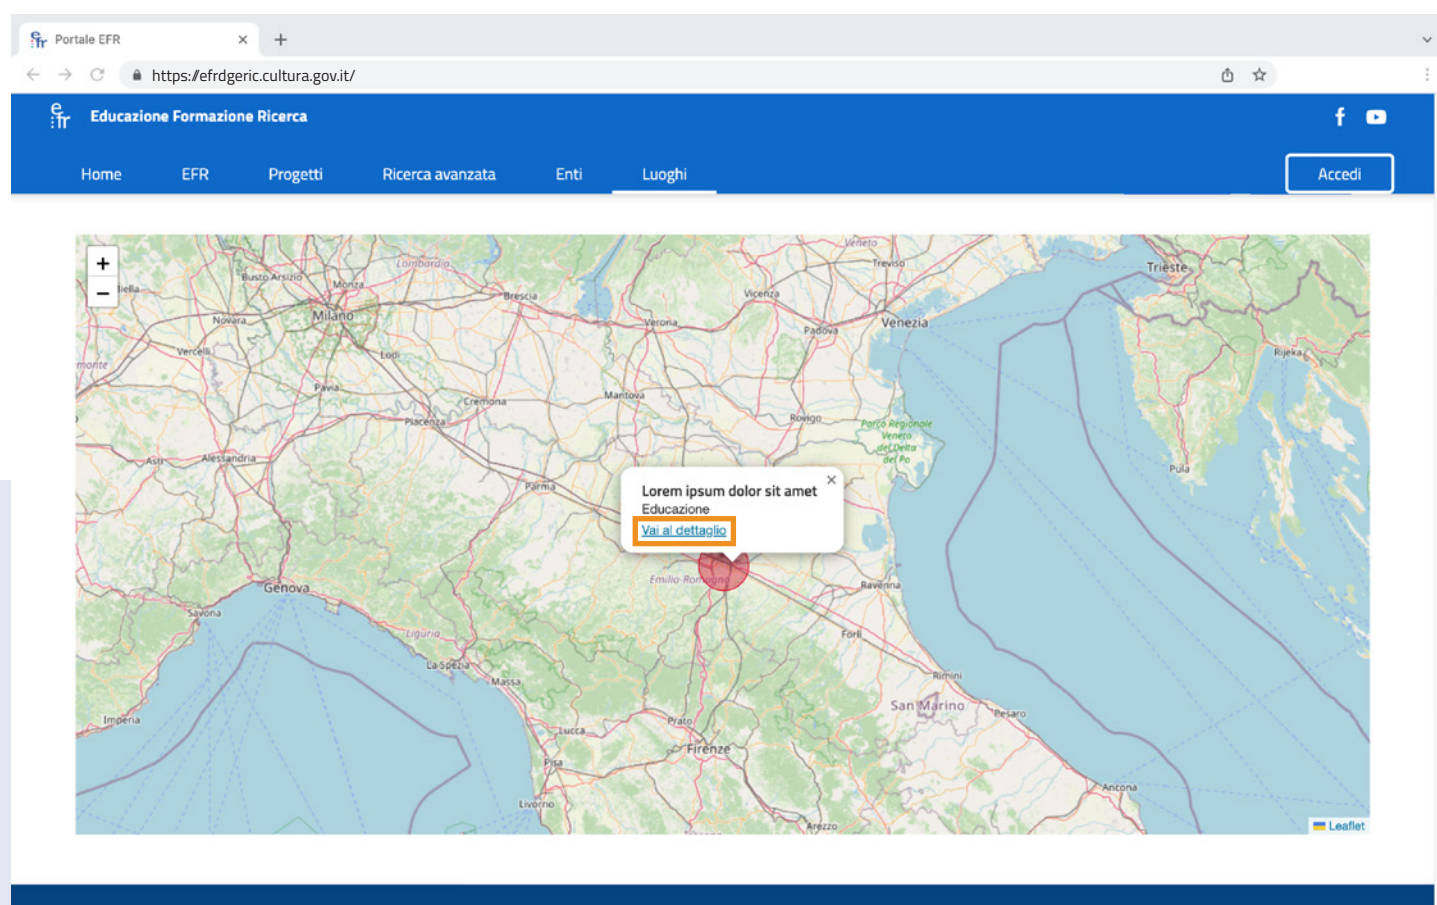 Portale EFR
https://efrdgeric.cultura.gov.it/
efr Educazione Formazione Ricerca
Home EFR Progetti Ricerca avanzata Enti Luoghi Accedi
+
−
Lombardia
Veneto
Treviso
Trieste
Busto Arsizio
Monza
Biella
Brescia
Vicenza
Novara
Milano
Verona
Padova
Venezia
Vercelli
Lodi
Rijeka
monte
Pavia
Cremona
Mantova
Piacenza
Rovigo
Parco Regionale
Veneto
del Delta
del Po
Asti
Alessandria
Pula
Parma
Lorem ipsum dolor sit amet
Educazione
Vai al dettaglio
Emilia-Romagna
Genova
Ravenna
Savona
Liguria
Forlì
La Spezia
Massa
Rimini
Imperia
San Marino
Pesaro
Prato
Lucca
Firenze
Pisa
Ancona
Livorno
Arezzo
Leaflet